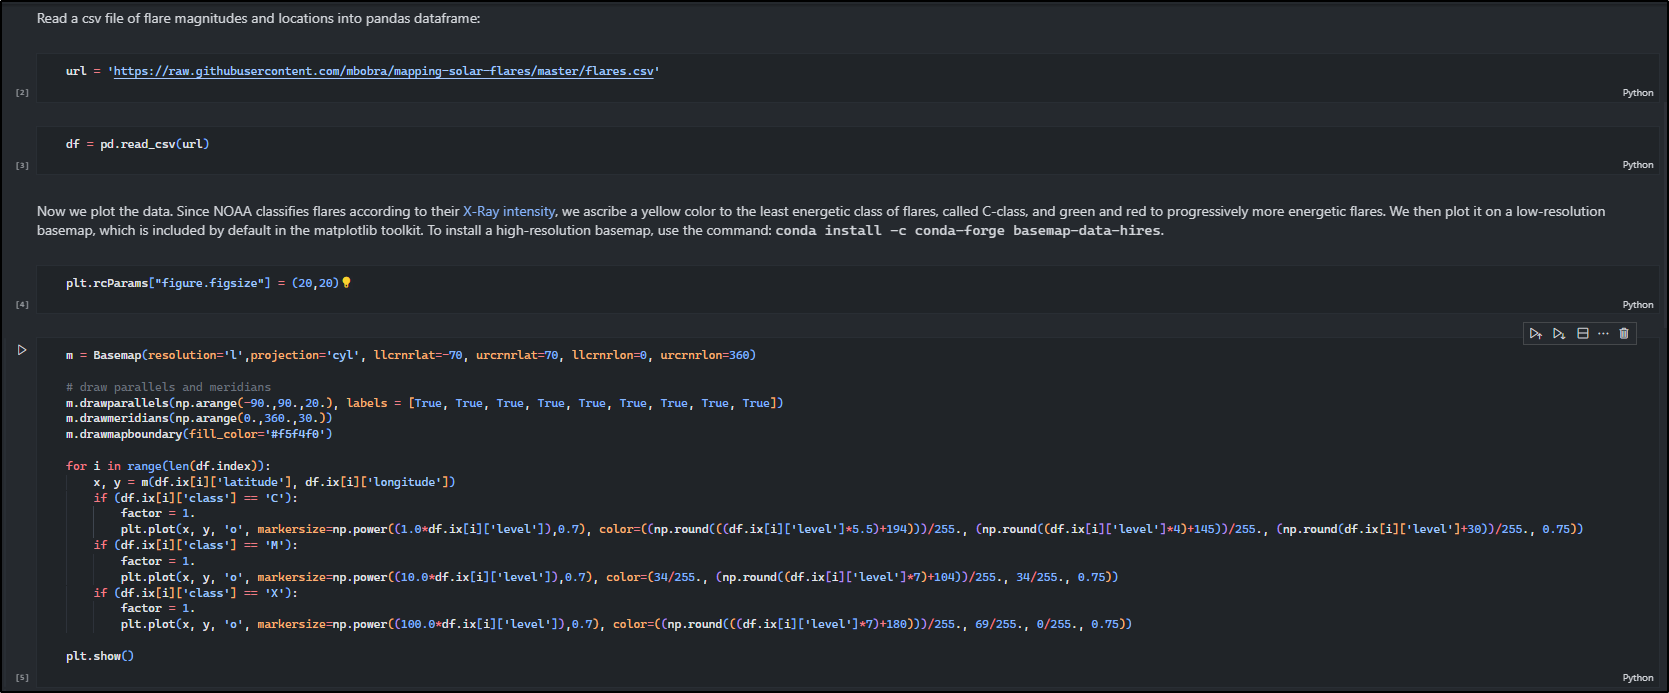 Read a csv file of flare magnitudes and locations into pandas dataframe:
url = 'https://raw.githubusercontent.com/mbobra/mapping-solar-flares/master/flares.csv'
[2]
Python
df = pd.read_csv(url)
[3]
Python
Now we plot the data. Since NOAA classifies flares according to their X-Ray intensity, we ascribe a yellow color to the least energetic class of flares, called C-class, and green and red to progressively more energetic flares. We then plot it on a low-resolution
basemap, which is included by default in the matplotlib toolkit. To install a high-resolution basemap, use the command: conda install -c conda-forge basemap-data-hires.
plt.rcParams["figure.figsize"] = (20,20)
[4]
Python
m = Basemap(resolution='l',projection='cyl', llcrnrlat=-70, urcrnrlat=70, llcrnrlon=0, urcrnrlon=360)
# draw parallels and meridians
m.drawparallels(np.arange(-90.,90.,20.), labels = [True, True, True, True, True, True, True, True, True])
m.drawmeridians(np.arange(0.,360.,30.))
m.drawmapboundary(fill_color='#f5f4f0')
for i in range(len(df.index)):
x, y = m(df.ix[i]['latitude'], df.ix[i]['longitude'])
if (df.ix[i]['class'] == 'C'):
factor = 1.
plt.plot(x, y, 'o', markersize=np.power((1.0*df.ix[i]['level']),0.7), color=((np.round(((df.ix[i]['level']*5.5)+194)))/255., (np.round((df.ix[i]['level']*4)+145))/255., (np.round(df.ix[i]['level']+30))/255., 0.75))
if (df.ix[i]['class'] == 'M'):
factor = 1.
plt.plot(x, y, 'o', markersize=np.power((10.0*df.ix[i]['level']),0.7), color=(34/255., (np.round((df.ix[i]['level']*7)+104))/255., 34/255., 0.75))
if (df.ix[i]['class'] == 'X'):
factor = 1.
plt.plot(x, y, 'o', markersize=np.power((100.0*df.ix[i]['level']),0.7), color=((np.round(((df.ix[i]['level']*7)+180)))/255., 69/255., 0/255., 0.75))
plt.show()
[5]
Python